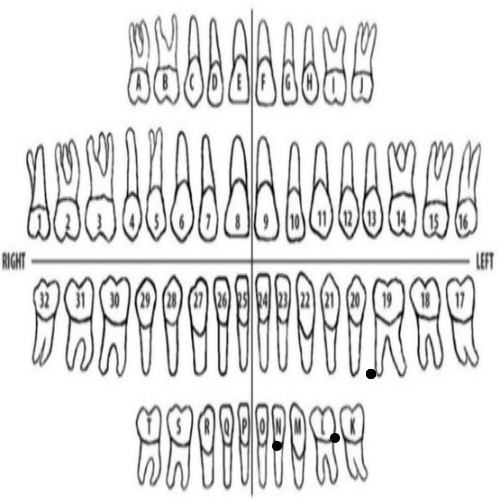 A B C D E F G H I J
1 2 3 4 5 6 7 8 9 10 11 12 13 14 15 16
RIGHT LEFT
32 31 30 29 28 27 26 25 24 23 22 21 20 19 18 17
T S R Q P O N M L K